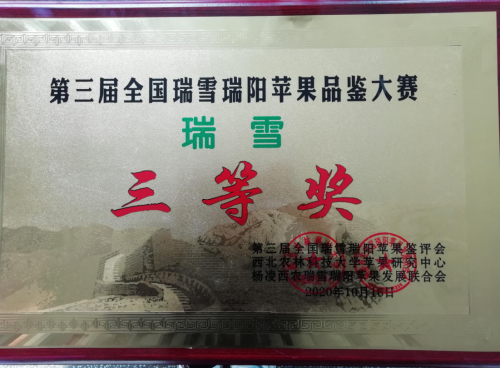 第三届全国瑞雪瑞阳苹果品鉴大赛
瑞雪
三等奖
第三届全国瑞雪瑞阳苹果鉴评会
西北农林科技大学苹果研究中心
杨凌西农瑞雪瑞阳苹果发展联合会
2020年10月16日